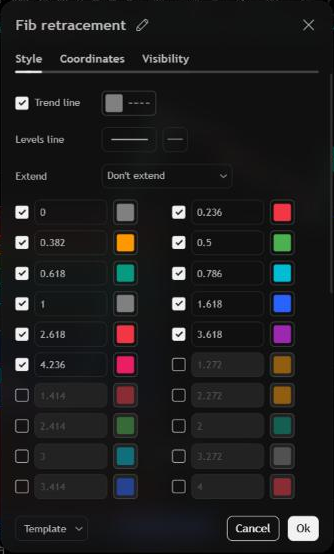 Fib retracement
Style Coordinates Visibility
Trend line
Levels line
Extend Don't extend
0 0.236
0.382 0.5
0.618 0.786
1 1.618
2.618 3.618
4.236 1.272
1.414 2.272
2.414 2
3 3.272
3.414 4
Template Cancel Ok